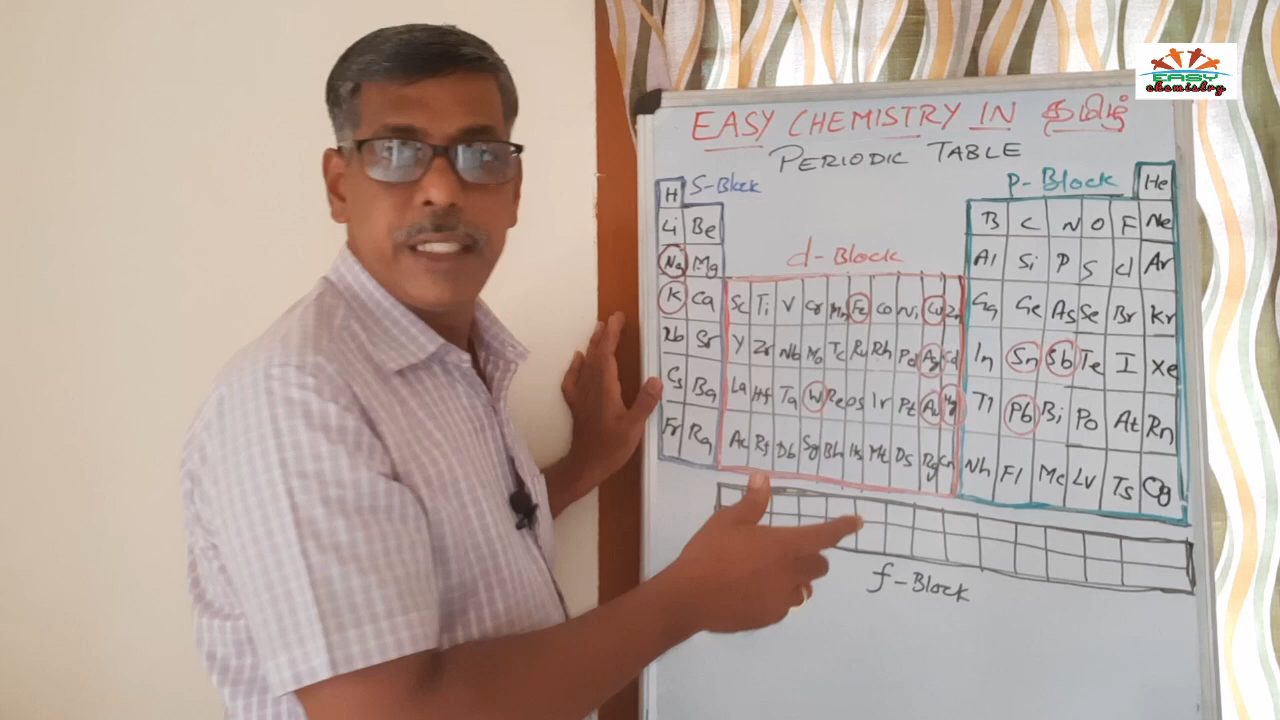 EASY chemistry
EASY CHEMISTRY IN தமிழ்
PERIODIC TABLE
S-Block
P-Block
d-Block
H He
Li Be B C N O F Ne
Na Mg Al Si P S Cl Ar
K Ca Sc Ti V Cr Mn Fe Co Ni Cu Zn Ga Ge As Se Br Kr
Rb Sr Y Zr Nb Mo Tc Ru Rh Pd Ag Cd In Sn Sb Te I Xe
Cs Ba La Hf Ta W Re Os Ir Pt Au Hg Tl Pb Bi Po At Rn
Fr Ra Ac Rf Db Sg Bh Hs Mt Ds Rg Cn Nh Fl Mc Lv Ts Og
f-Block